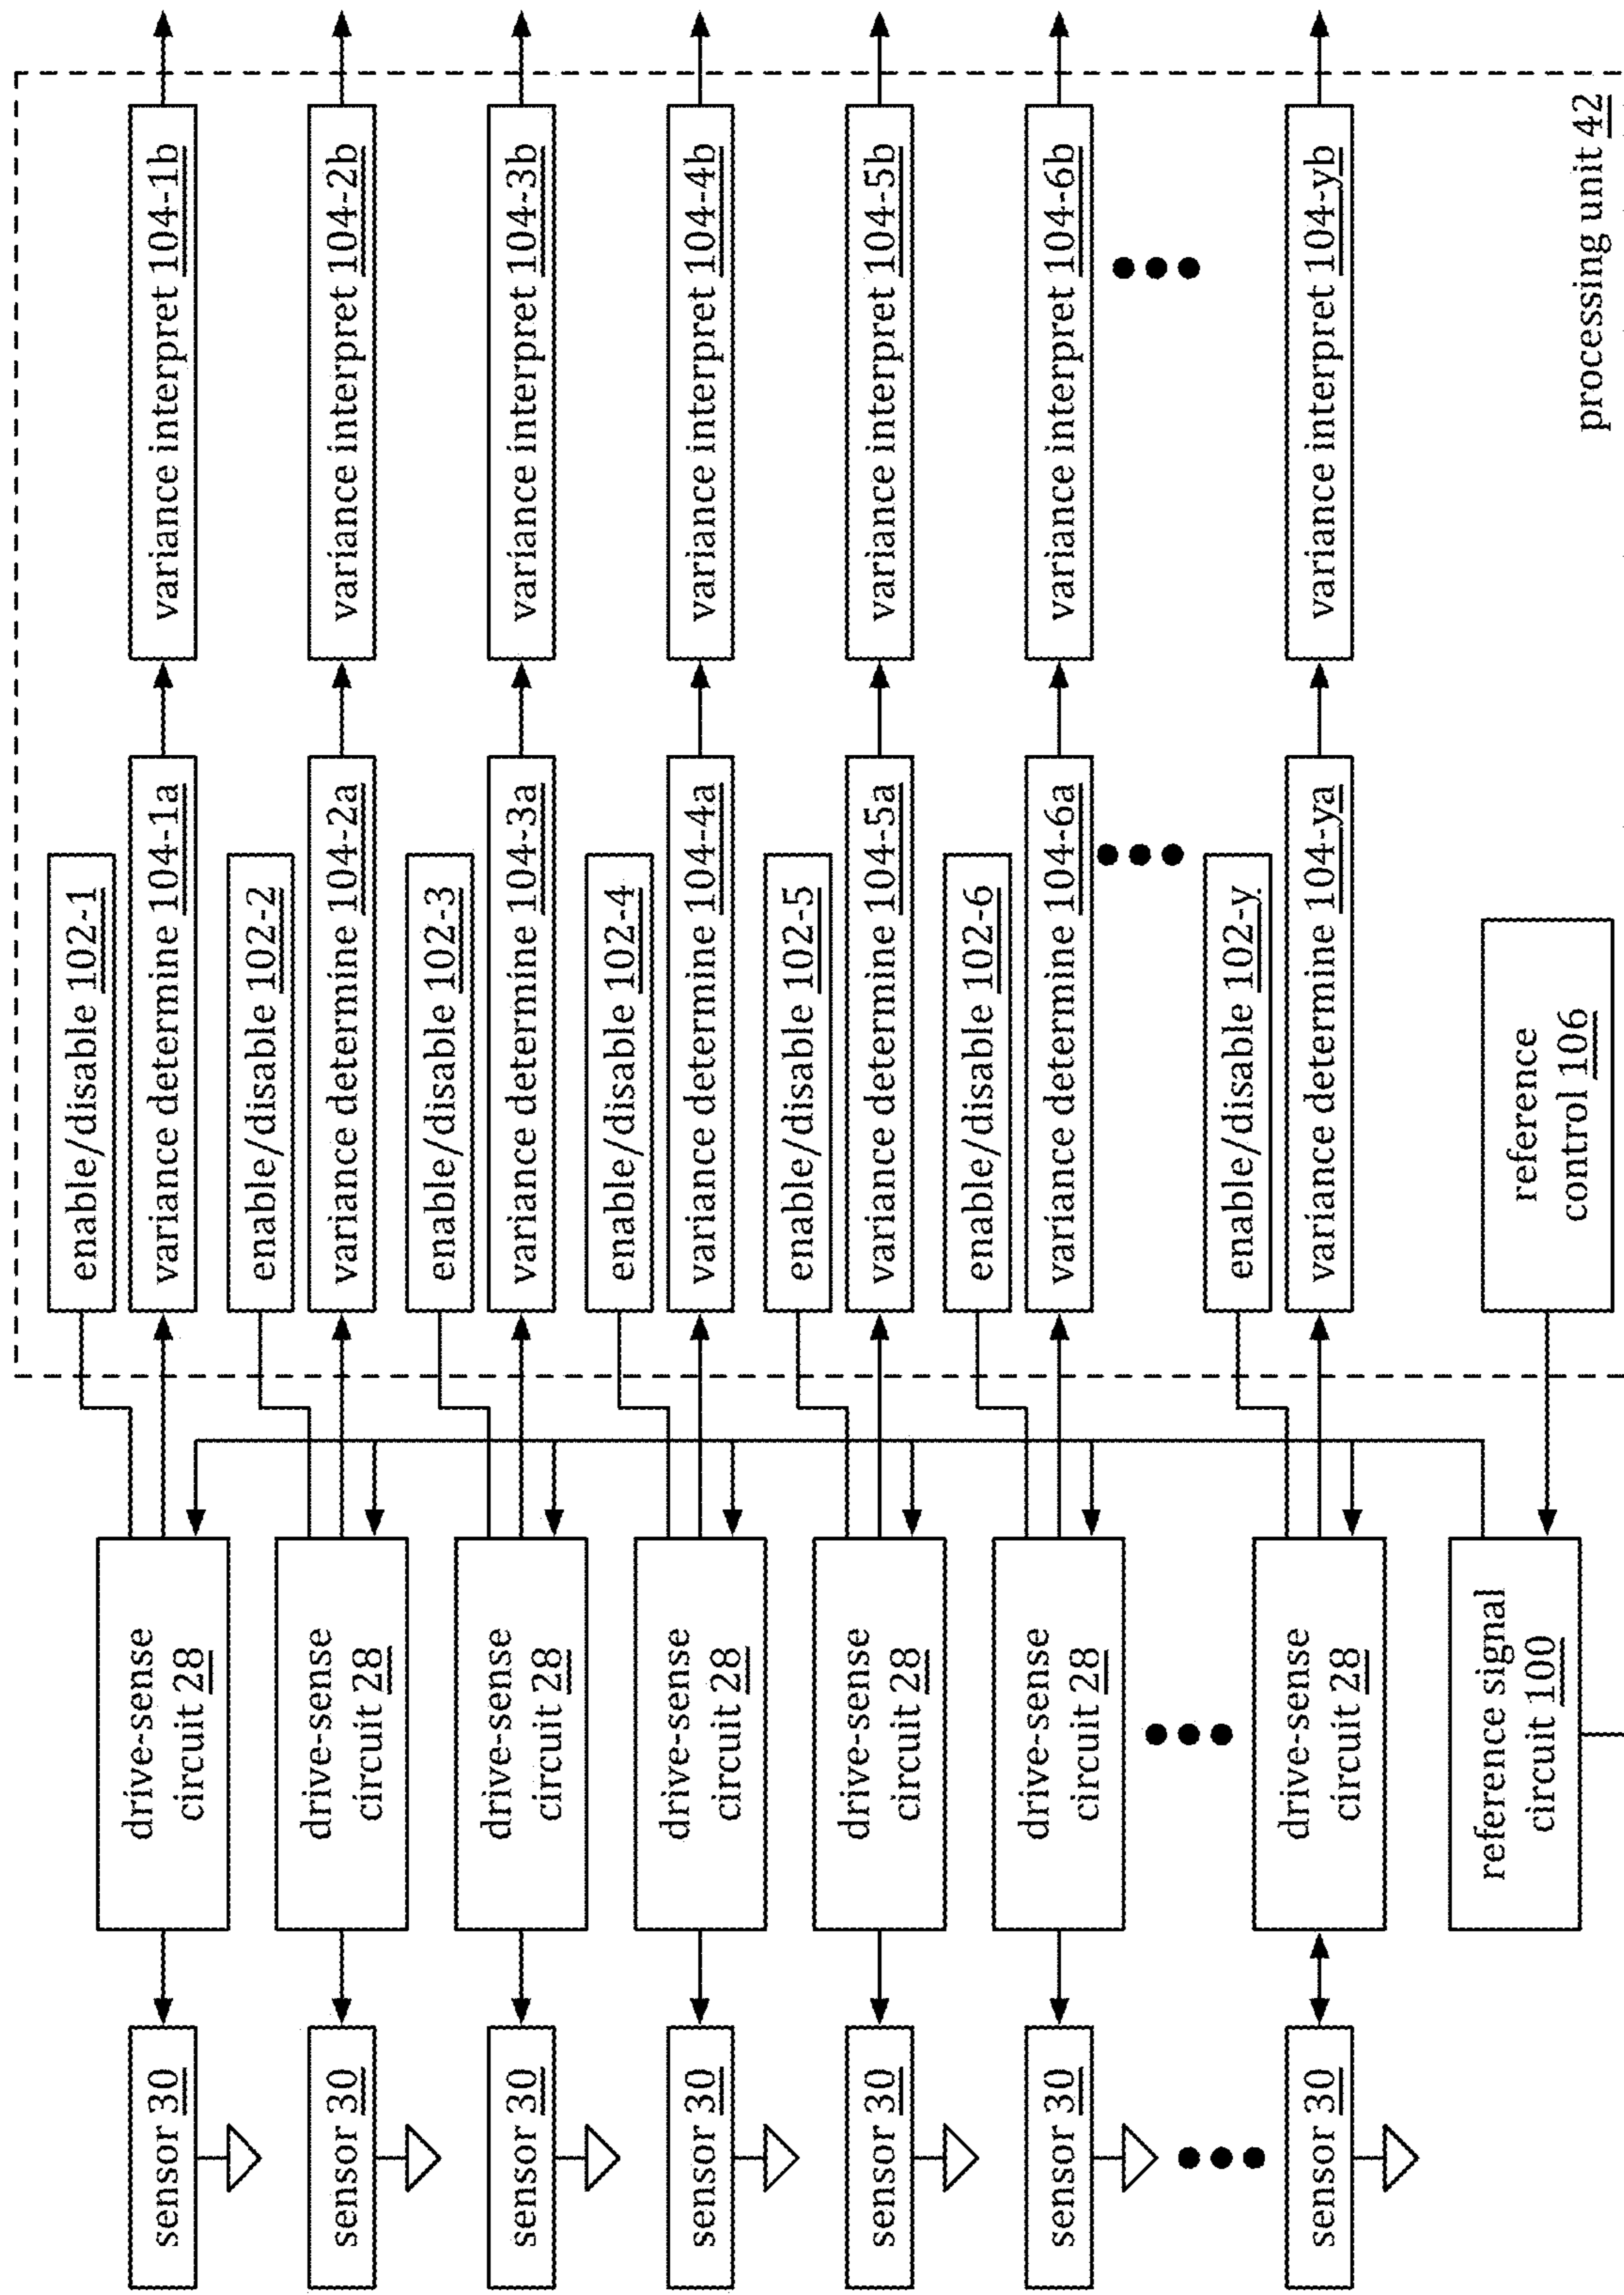 enable/disable 102-1
sensor 30
drive-sense
circuit 28
variance determine 104-1a
variance interpret 104-1b
enable/disable 102-2
sensor 30
drive-sense
circuit 28
variance determine 104-2a
variance interpret 104-2b
enable/disable 102-3
sensor 30
drive-sense
circuit 28
variance determine 104-3a
variance interpret 104-3b
enable/disable 102-4
sensor 30
drive-sense
circuit 28
variance determine 104-4a
variance interpret 104-4b
enable/disable 102-5
sensor 30
drive-sense
circuit 28
variance determine 104-5a
variance interpret 104-5b
enable/disable 102-6
sensor 30
drive-sense
circuit 28
variance determine 104-6a
variance interpret 104-6b
enable/disable 102-y
sensor 30
drive-sense
circuit 28
variance determine 104-ya
variance interpret 104-yb
reference signal
circuit 100
reference
control 106
processing unit 42